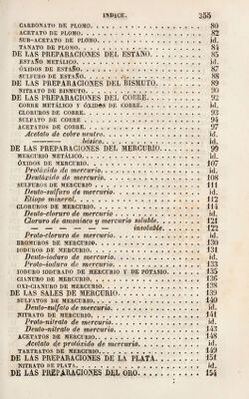 INDICE. 355
CARBONATO DE PLOMO. 80
ACETATO DE PLOMO. 82
SUB-ACETATO DE PLOMO. id.
TANATO DE PLOMO. 84
DE LAS PREPARACIONES DEL ESTAÑO. 85
ESTAÑO METÁLICO. id.
ÓXIDOS DE ESTAÑO. 87
SULFURO DE ESTAÑO. 88
DE LAS PREPARACIONES DEL BISMUTO. 89
NITRATO DE BISMUTO. 90
DE LAS PREPARACIONES DEL COBRE. 92
COBRE METÁLICO Y ÓXIDOS DE COBRE. id.
CLORUROS DE COBRE. 93
SULFATO DE COBRE. 94
ACETATOS DE COBRE. 97
Acetato de cobre neutro. id.
— básico. id.
DE LAS PREPARACIONES DEL MERCURIO. 99
MERCURIO METÁLICO. id.
ÓXIDOS DE MERCURIO. 107
Protóxido de mercurio. id.
Deutóxido de mercurio. 108
SULFUROS DE MERCURIO. 111
Deuto-sulfuro de mercurio. id.
Etiope mineral. 112
CLORUROS DE MERCURIO. 114
Deuto-cloruro de mercurio. id.
Cloruro de amoniaco y mercurio soluble. 121
— — — — — insoluble. 122
Proto-cloruro de mercurio. id.
BROMUROS DE MERCURIO. 130
IODUROS DE MERCURIO. 131
Deuto-ioduro de mercurio. id.
Proto-ioduro de mercurio. 133
IODURO IODURADO DE MERCURIO Y DE POTASIO. 135
CIANURO DE MERCURIO. 136
OXI-CIANURO DE MERCURIO. 138
DE LAS SALES DE MERCURIO. 139
SULFATOS DE MERCURIO. 140
Deuto-sulfato de mercurio. id.
NITRATO DE MERCURIO. 141
Proto-nitrato de mercurio. id.
Deuto-nitrato de mercurio. 143
ACETATOS DE MERCURIO. 148
Acetato de protóxido de mercurio. id.
TARTRATOS DE MERCURIO. 149
DE LAS PREPARACIONES DE LA PLATA. 151
NITRATO DE PLATA. id.
DE LAS PREPARACIONES DEL ORO. 154